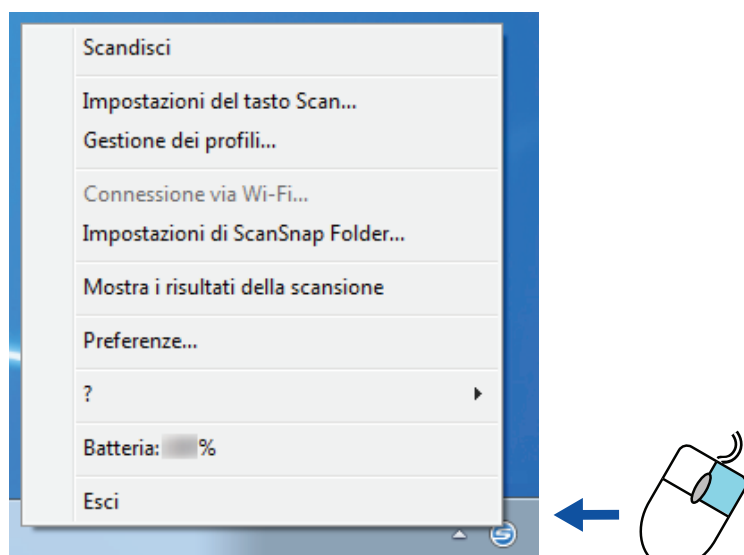 Scandisci
Impostazioni del tasto Scan...
Gestione dei profili...
Connessione via Wi-Fi...
Impostazioni di ScanSnap Folder...
Mostra i risultati della scansione
Preferenze...
?
Batteria: %
Esci